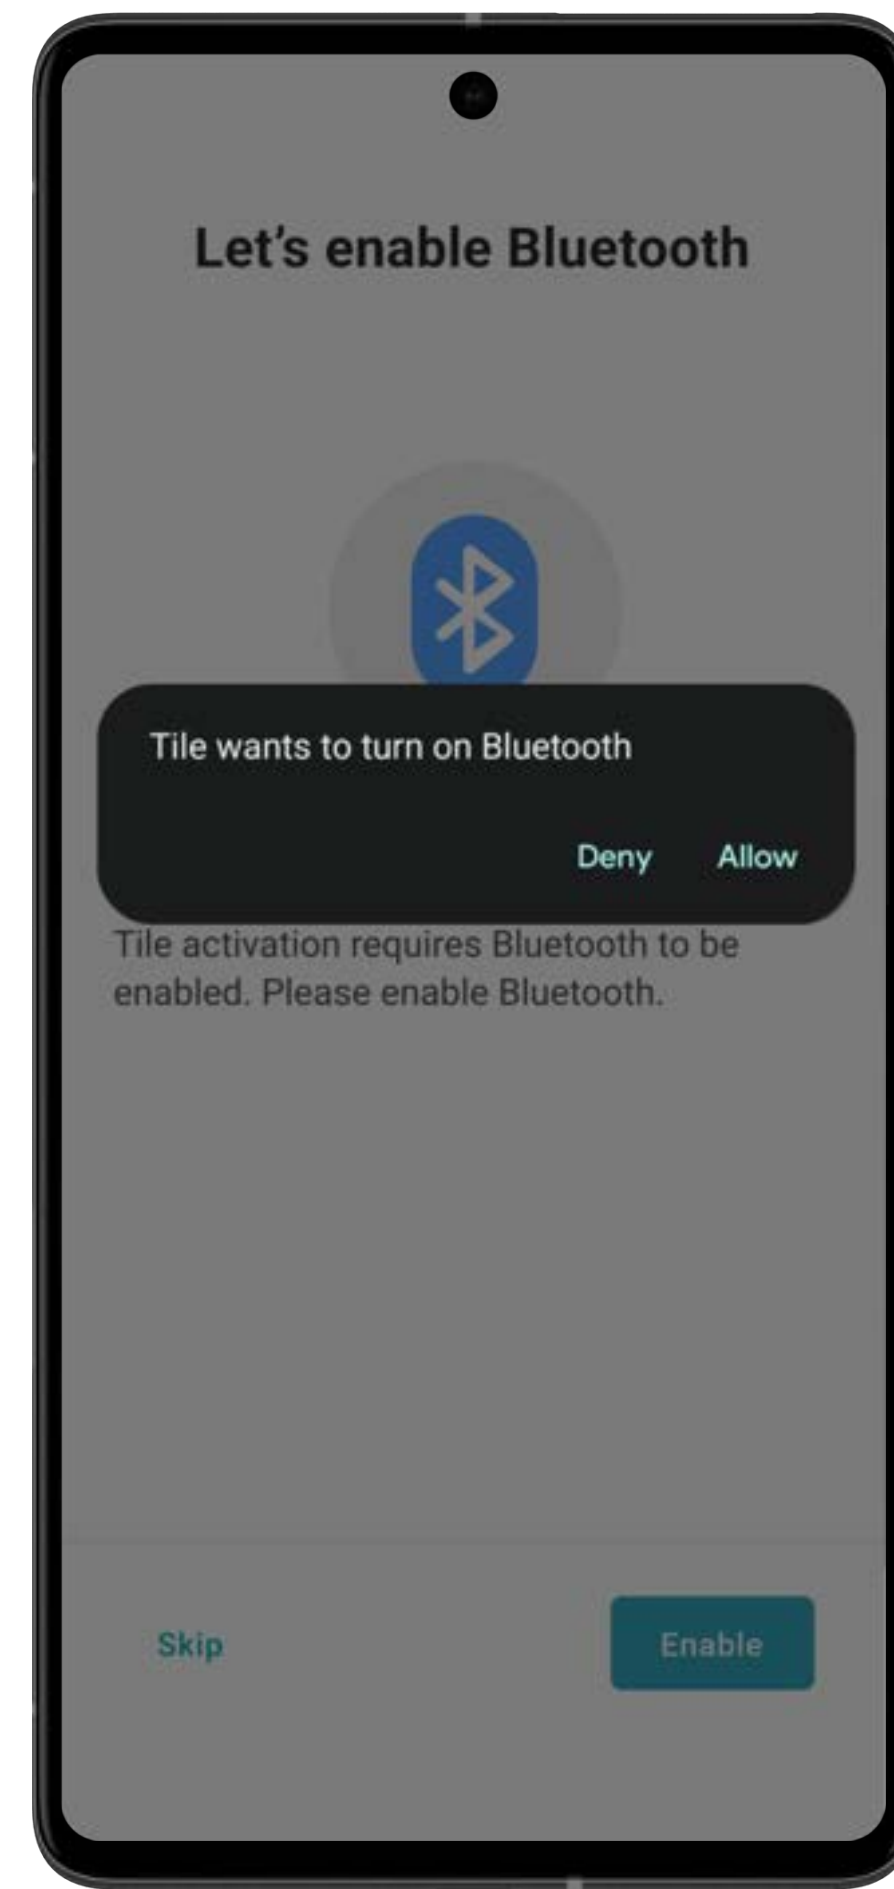 Let's enable Bluetooth
Tile wants to turn on Bluetooth
Deny Allow
Tile activation requires Bluetooth to be
enabled. Please enable Bluetooth.
Skip Enable